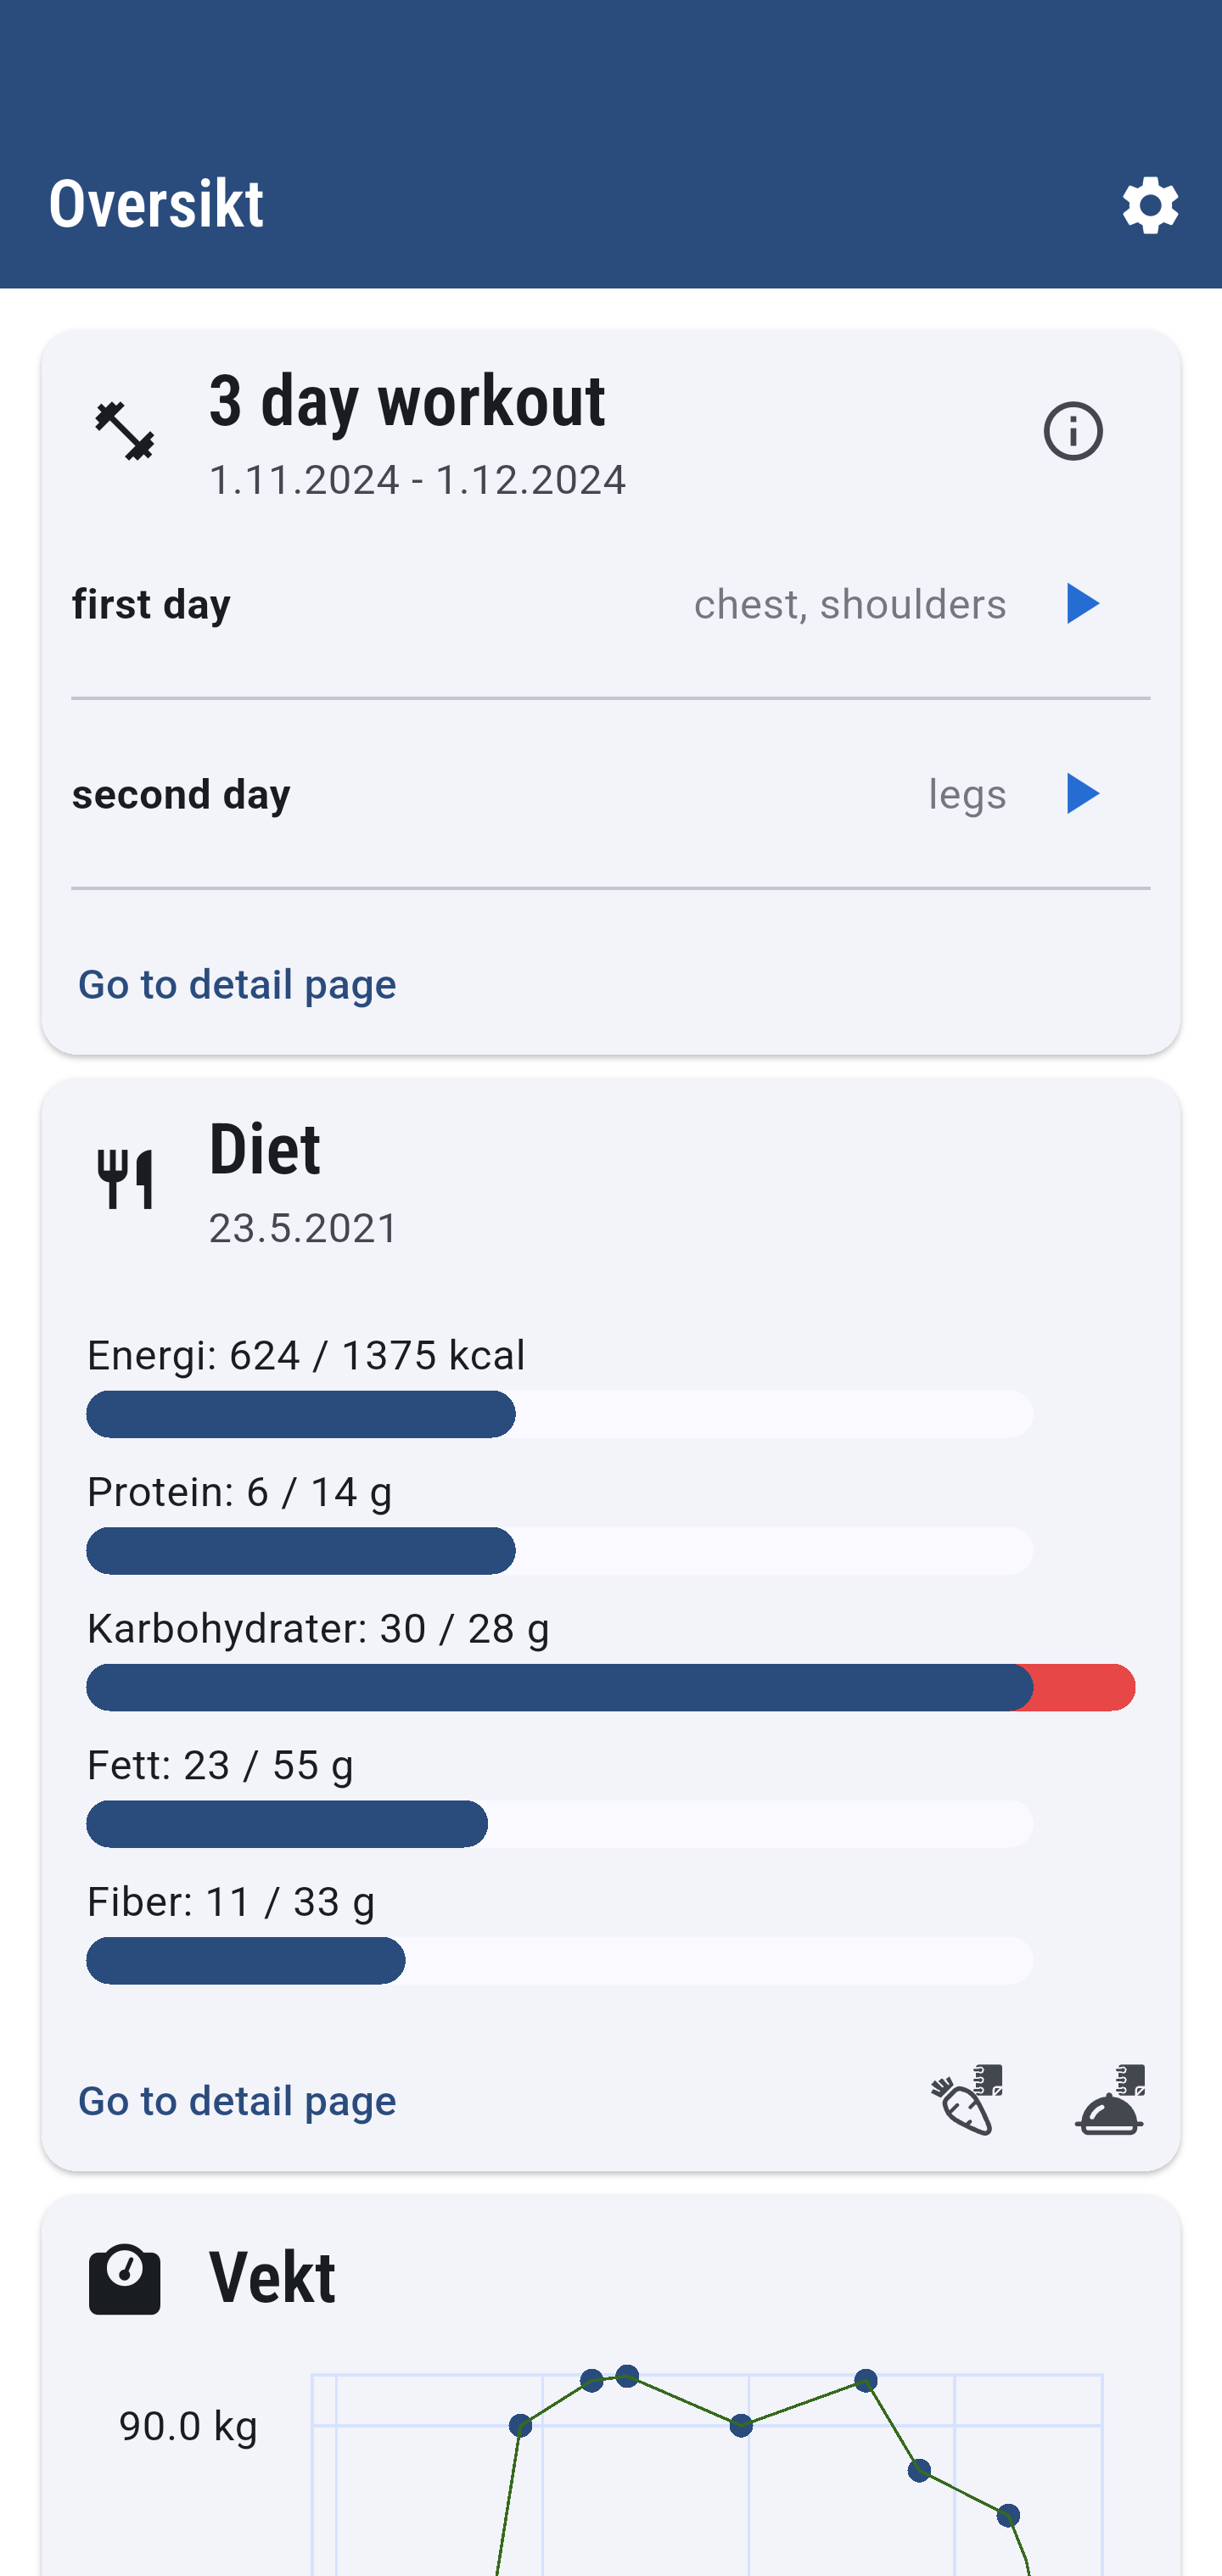 Oversikt
3 day workout
1.11.2024 - 1.12.2024
first day chest, shoulders
second day legs
Go to detail page
Diet
23.5.2021
Energi: 624 / 1375 kcal
Protein: 6 / 14 g
Karbohydrater: 30 / 28 g
Fett: 23 / 55 g
Fiber: 11 / 33 g
Go to detail page
Vekt
90.0 kg